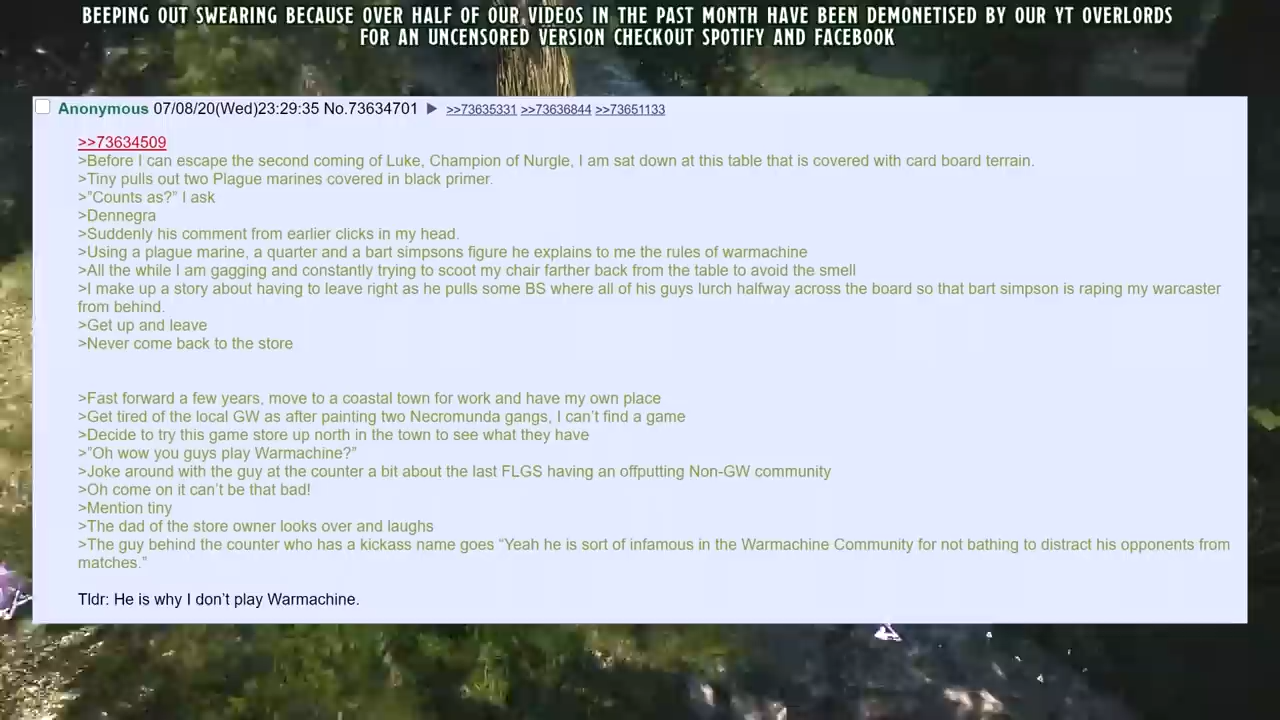 BEEPING OUT SWEARING BECAUSE OVER HALF OF OUR VIDEOS IN THE PAST MONTH HAVE BEEN DEMONETISED BY OUR YT OVERLORDS
FOR AN UNCENSORED VERSION CHECKOUT SPOTIFY AND FACEBOOK
Anonymous 07/08/20(Wed)23:29:35 No.73634701 ▶ >>73635331 >>73636844 >>73651133
>>73634509
>Before I can escape the second coming of Luke, Champion of Nurgle, I am sat down at this table that is covered with card board terrain.
>Tiny pulls out two Plague marines covered in black primer.
>"Counts as?" I ask
>Dennegra
>Suddenly his comment from earlier clicks in my head.
>Using a plague marine, a quarter and a bart simpsons figure he explains to me the rules of warmachine
>All the while I am gagging and constantly trying to scoot my chair farther back from the table to avoid the smell
>I make up a story about having to leave right as he pulls some BS where all of his guys lurch halfway across the board so that bart simpson is raping my warcaster
from behind.
>Get up and leave
>Never come back to the store
>Fast forward a few years, move to a coastal town for work and have my own place
>Get tired of the local GW as after painting two Necromunda gangs, I can't find a game
>Decide to try this game store up north in the town to see what they have
>"Oh wow you guys play Warmachine?"
>Joke around with the guy at the counter a bit about the last FLGS having an offputting Non-GW community
>Oh come on it can't be that bad!
>Mention tiny
>The dad of the store owner looks over and laughs
>The guy behind the counter who has a kickass name goes “Yeah he is sort of infamous in the Warmachine Community for not bathing to distract his opponents from
matches.”
Tldr: He is why I don't play Warmachine.